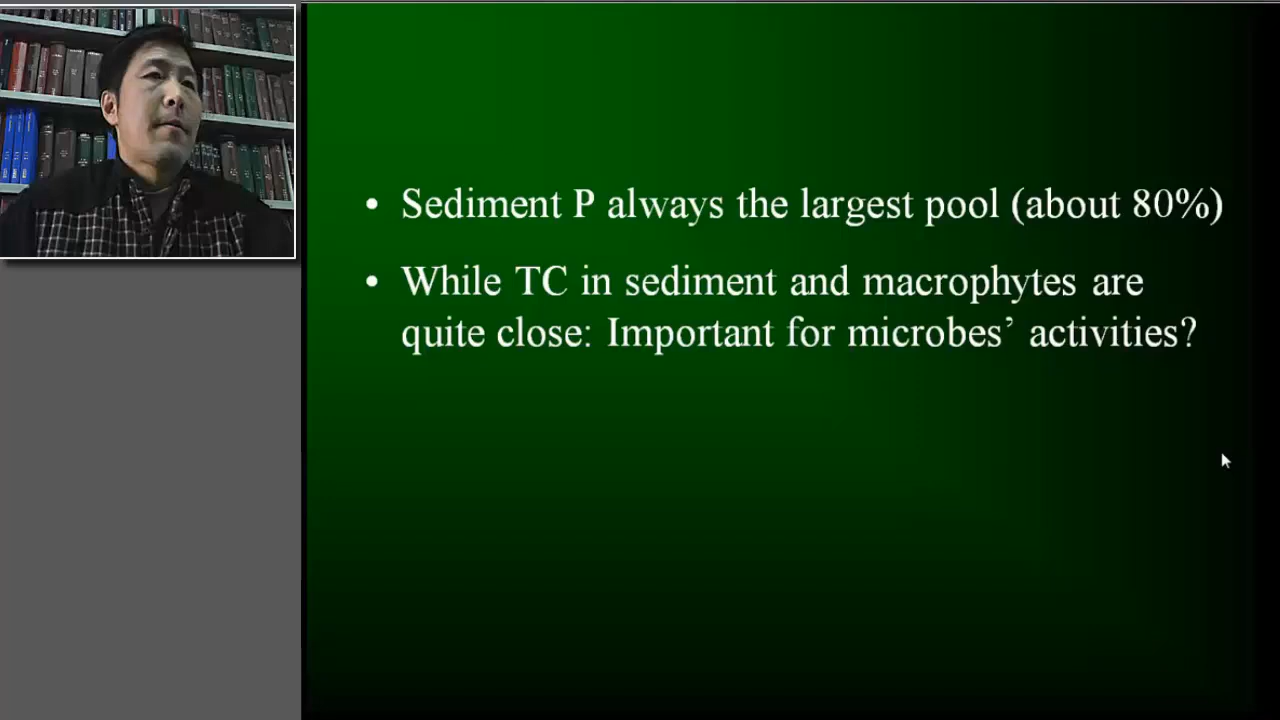 • Sediment P always the largest pool (about 80%)
• While TC in sediment and macrophytes are
quite close: Important for microbes’ activities?